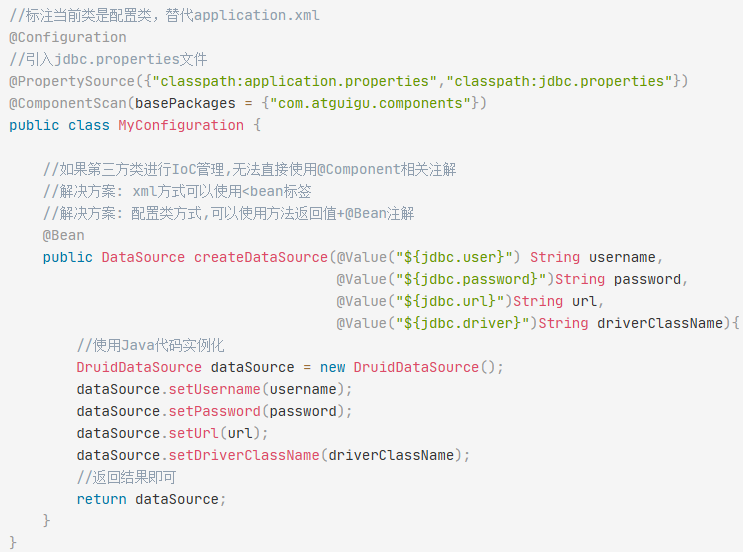 //标注当前类是配置类，替代application.xml
@Configuration
//引入jdbc.properties文件
@PropertySource({"classpath:application.properties","classpath:jdbc.properties"})
@ComponentScan(basePackages = {"com.atguigu.components"})
public class MyConfiguration {
//如果第三方类进行IoC管理,无法直接使用@Component相关注解
//解决方案: xml方式可以使用<bean标签
//解决方案: 配置类方式,可以使用方法返回值+@Bean注解
@Bean
public DataSource createDataSource(@Value("${jdbc.user}") String username,
@Value("${jdbc.password}")String password,
@Value("${jdbc.url}")String url,
@Value("${jdbc.driver}")String driverClassName){
//使用Java代码实例化
DruidDataSource dataSource = new DruidDataSource();
dataSource.setUsername(username);
dataSource.setPassword(password);
dataSource.setUrl(url);
dataSource.setDriverClassName(driverClassName);
//返回结果即可
return dataSource;
}
}